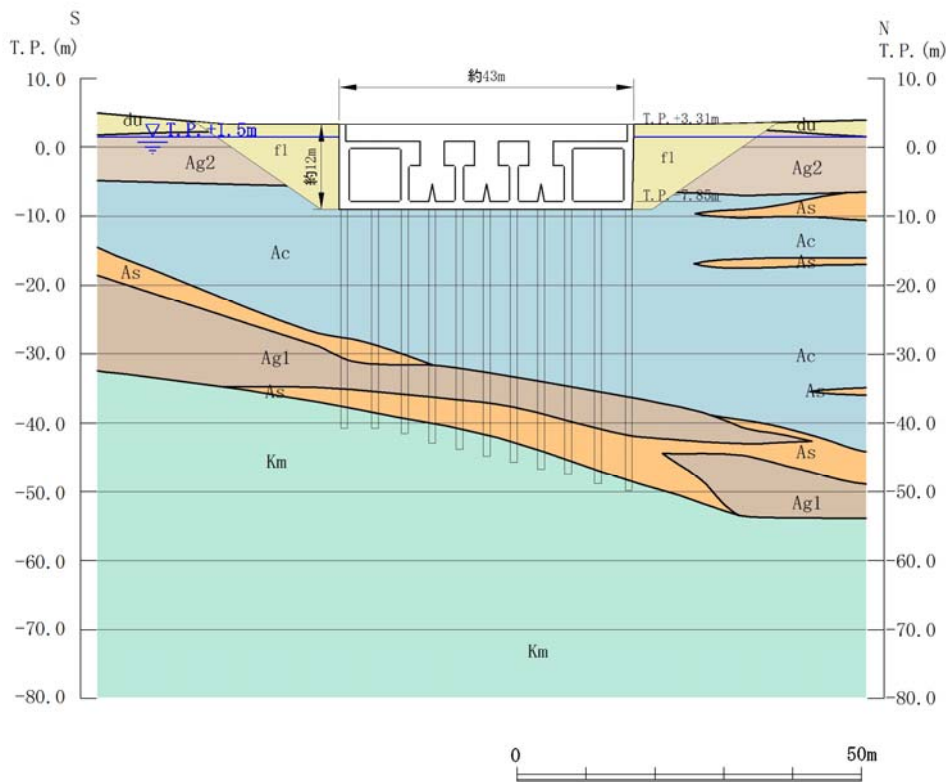 S
T.P.(m)
N
T.P.(m)
約43m
10.0
10.0
du
T.P.+1.5m
T.P.+3.31m
du
0.0
fl
約12m
fl
0.0
Ag2
Ag2
T.P.-7.85m
As
-10.0
-10.0
Ac
Ac
As
As
-20.0
-20.0
-30.0
Ag1
Ac
-30.0
As
As
-40.0
-40.0
As
Km
-50.0
Ag1
-50.0
-60.0
-60.0
-70.0
Km
-70.0
-80.0
-80.0
0
50m